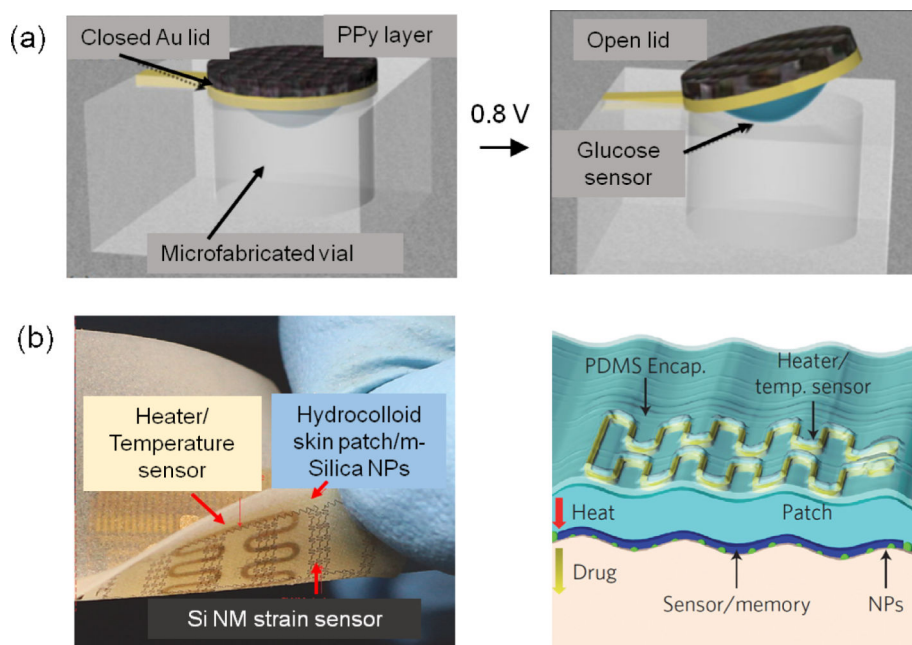 (a)
Closed Au lid
PPy layer
Microfabricated vial
0.8 V
Open lid
Glucose
sensor
(b)
Heater/
Temperature
sensor
Hydrocolloid
skin patch/m-
Silica NPs
Si NM strain sensor
PDMS Encap.
Heater/
temp. sensor
Heat
Patch
Drug
Sensor/memory
NPs